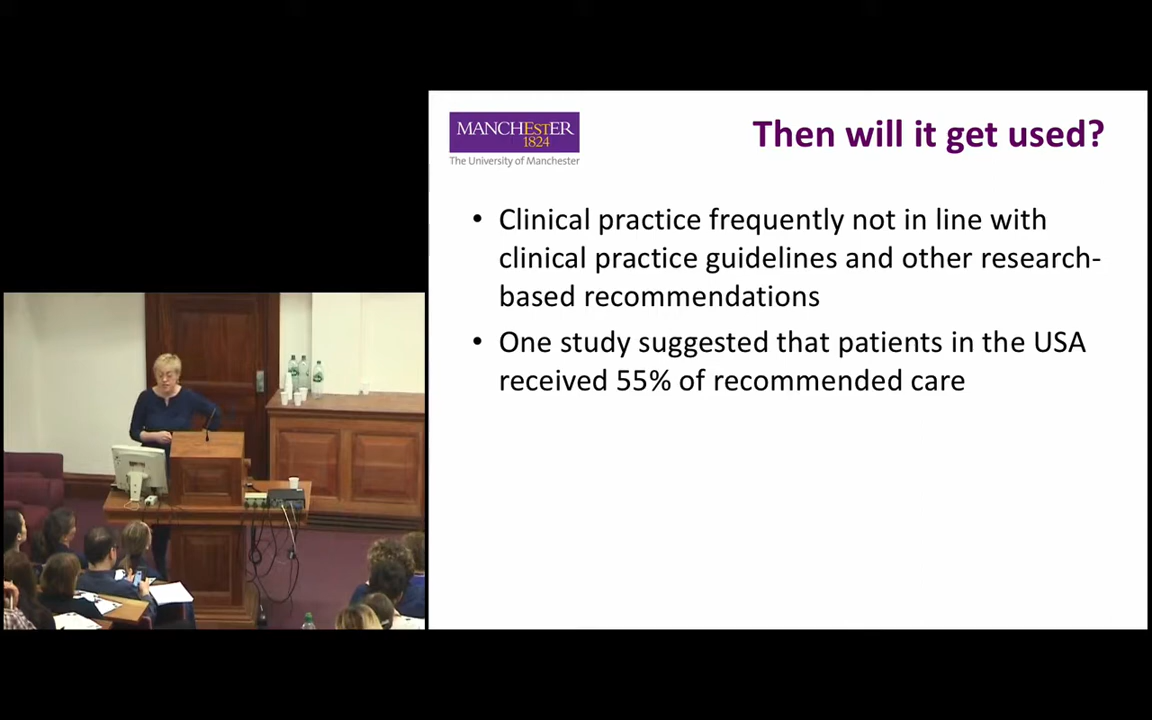 MANCHESTER
1824
The University of Manchester
Then will it get used?
• Clinical practice frequently not in line with
clinical practice guidelines and other research-
based recommendations
• One study suggested that patients in the USA
received 55% of recommended care